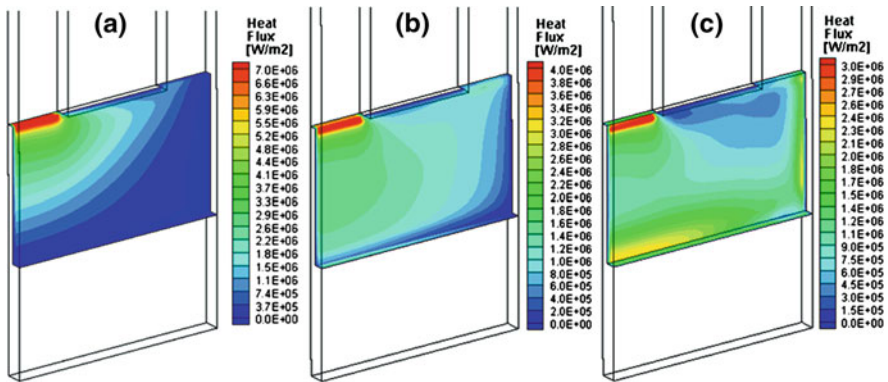 (a)
Heat
Flux
[W/m2]
7.0E+06
6.6E+06
6.3E+06
5.9E+06
5.5E+06
5.2E+06
4.8E+06
4.4E+06
4.1E+06
3.7E+06
3.3E+06
2.9E+06
2.6E+06
2.2E+06
1.8E+06
1.5E+06
1.1E+06
7.4E+05
3.7E+05
0.0E+00
(b)
Heat
Flux
[W/m2]
4.0E+06
3.8E+06
3.6E+06
3.4E+06
3.2E+06
3.0E+06
2.8E+06
2.6E+06
2.4E+06
2.2E+06
2.0E+06
1.8E+06
1.6E+06
1.4E+06
1.2E+06
1.0E+06
8.0E+05
6.0E+05
4.0E+05
2.0E+05
0.0E+00
(c)
Heat
Flux
[W/m2]
3.0E+06
2.9E+06
2.7E+06
2.6E+06
2.4E+06
2.3E+06
2.1E+06
2.0E+06
1.8E+06
1.7E+06
1.5E+06
1.4E+06
1.2E+06
1.1E+06
9.0E+05
7.5E+05
6.0E+05
4.5E+05
3.0E+05
1.5E+05
0.0E+00